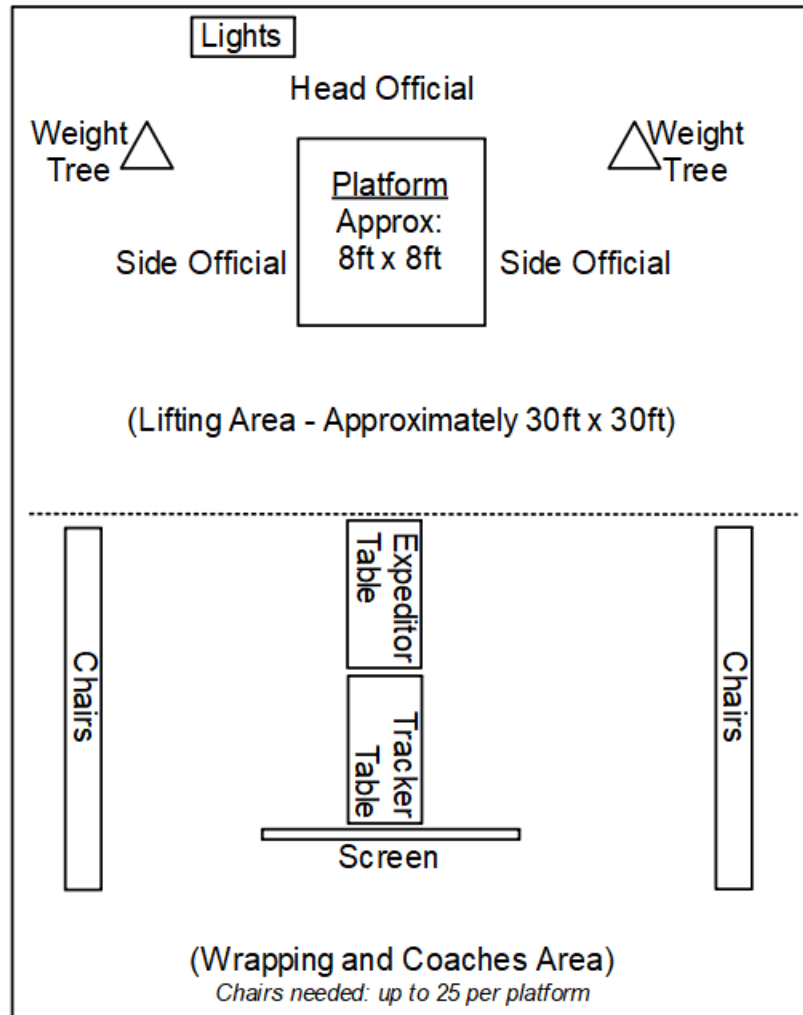 Lights
Head Official
Weight
Tree
Weight
Tree
Platform
Approx:
8ft x 8ft
Side Official
Side Official
(Lifting Area - Approximately 30ft x 30ft)
Expeditor
Table
Chairs
Chairs
Tracker
Table
Screen
(Wrapping and Coaches Area)
Chairs needed: up to 25 per platform